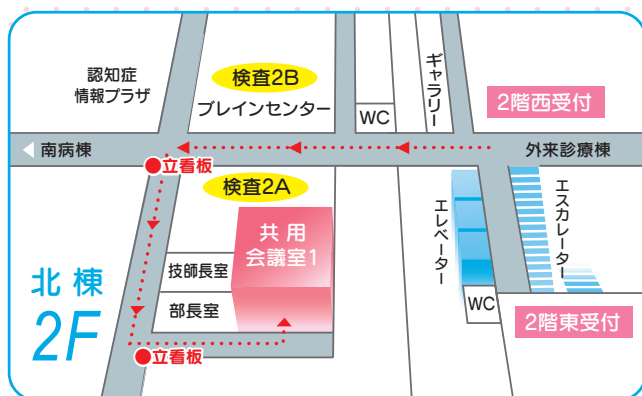 認知症
情報プラザ
検査2B
ブレインセンター
WC
ギャラリー
2階西受付
南病棟
外来診療棟
立看板
検査2A
共用
会議室1
技師長室
部長室
エレベーター
エスカレーター
WC
2階東受付
北棟
2F
立看板